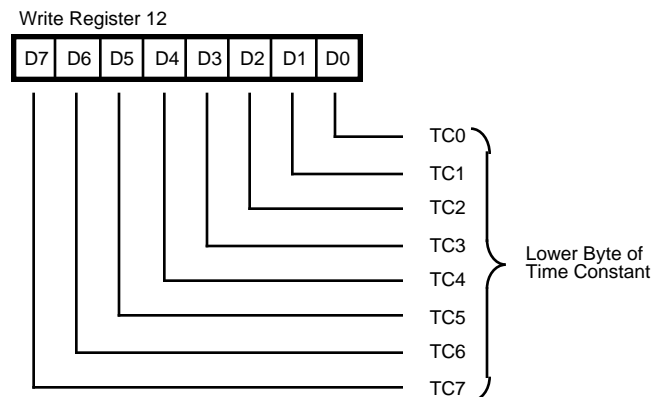 Write Register 12
D7 D6 D5 D4 D3 D2 D1 D0
TC0
TC1
TC2
TC3
TC4
TC5
TC6
TC7
Lower Byte of
Time Constant